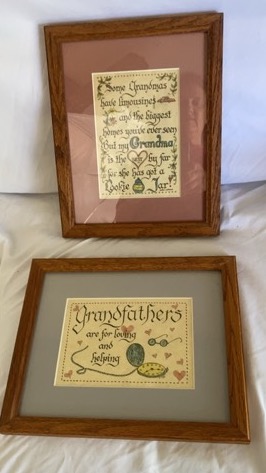 Some Grandmas
have limousines
and the biggest
homes you've ever seen
But my Grandma
is the best by far
for she has got a
Cookie Jar!
Grandfathers
are for loving
and
helping